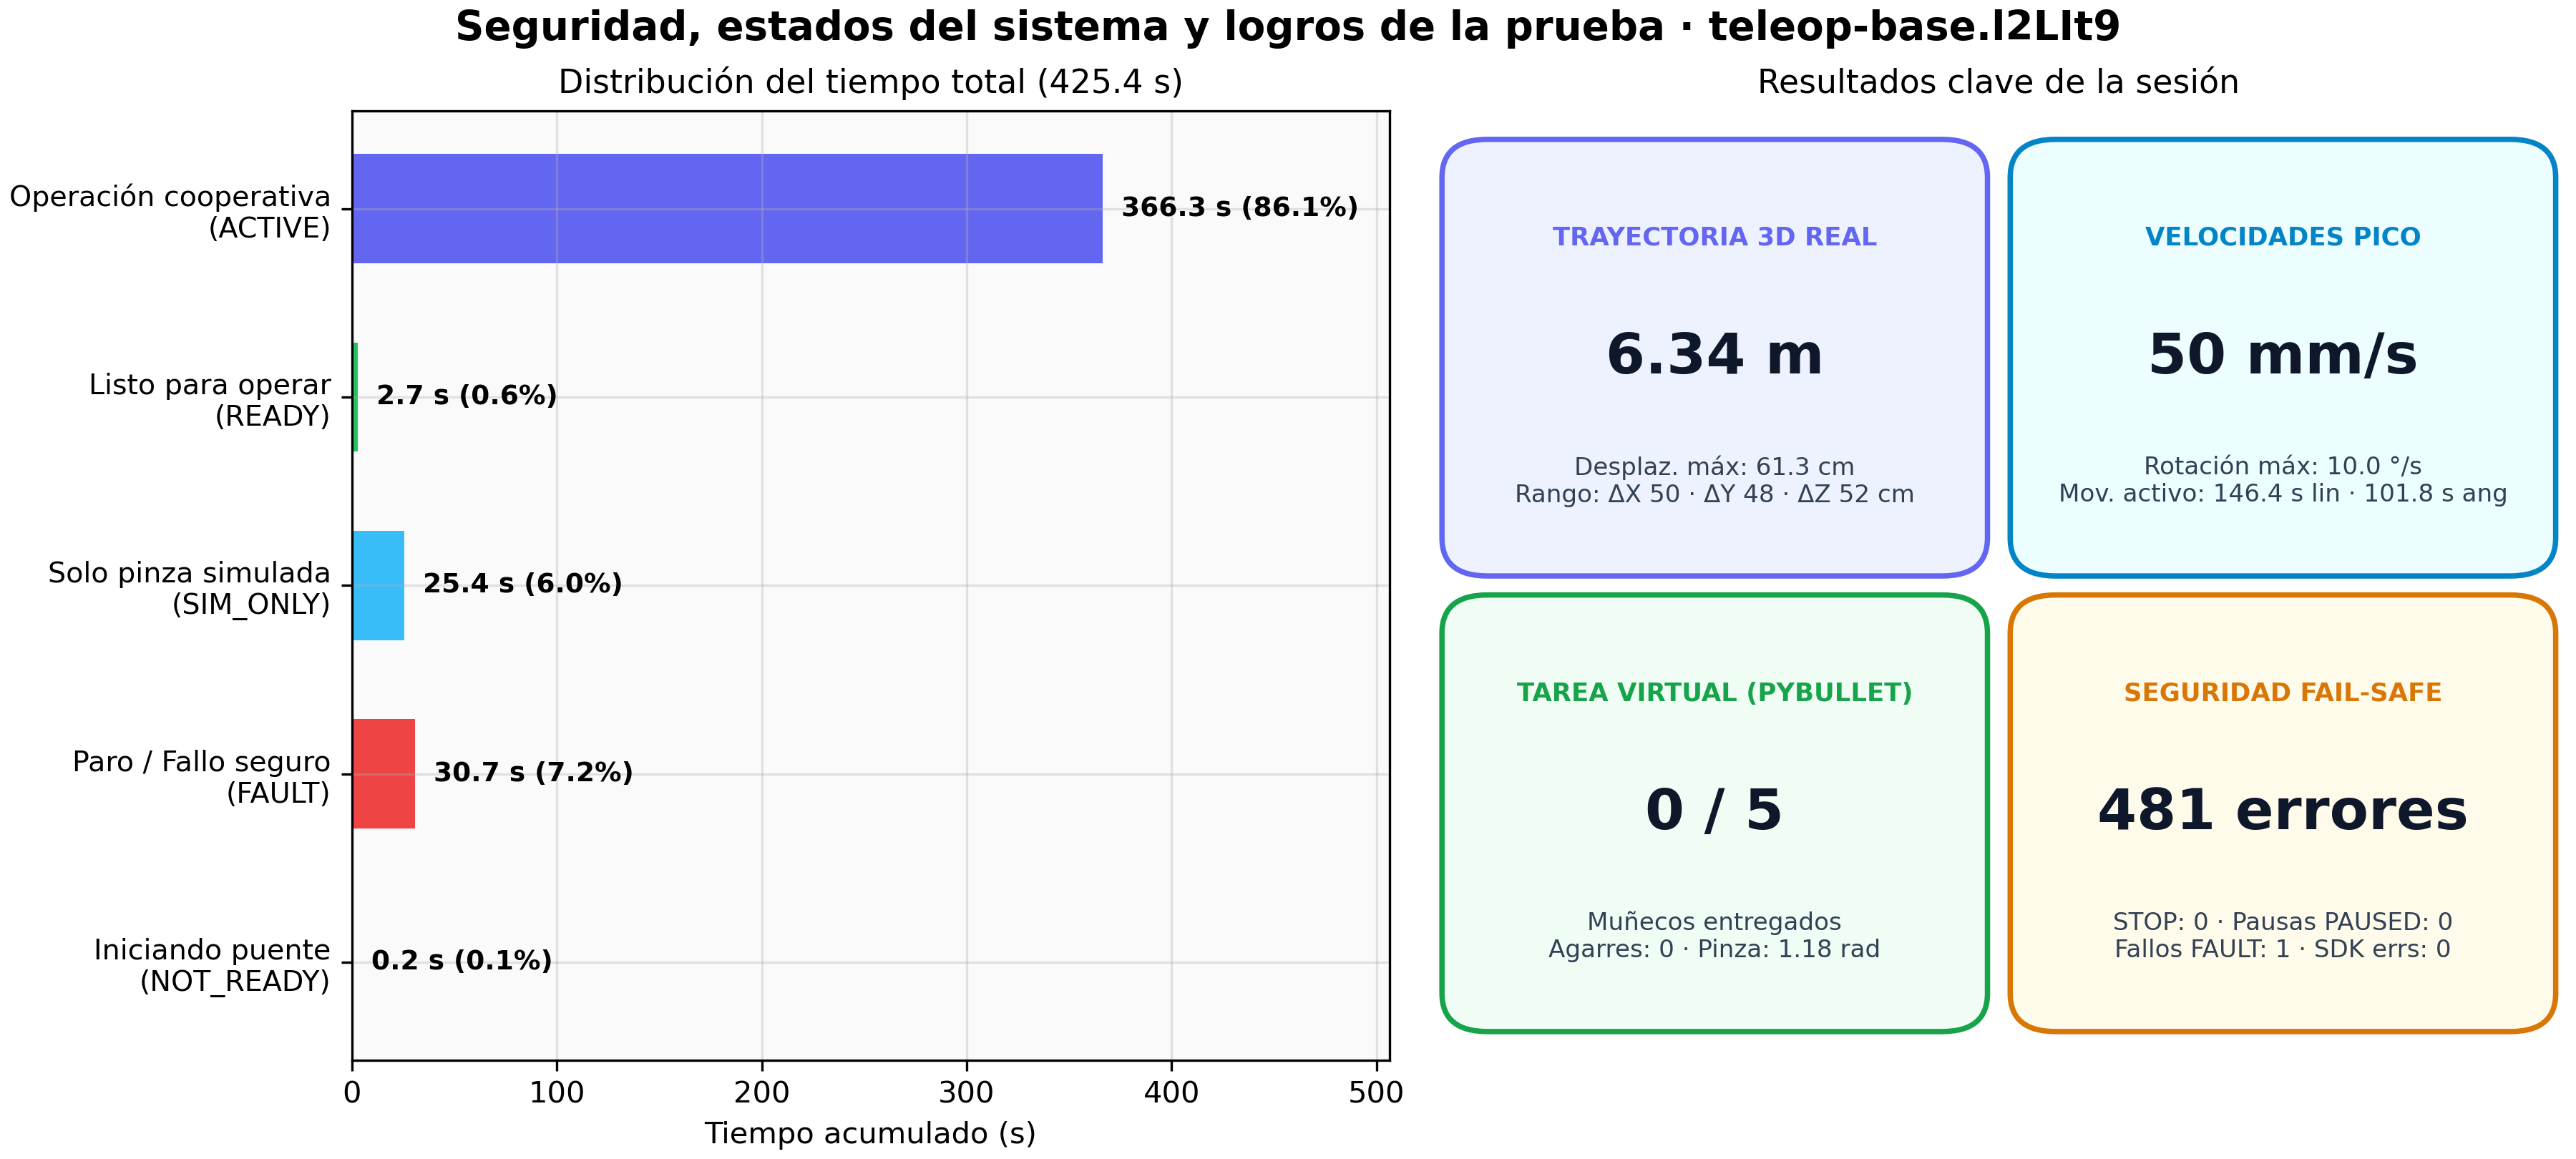 Seguridad, estados del sistema y logros de la prueba · teleop-base.l2LIt9
Distribución del tiempo total (425.4 s)
Operación cooperativa
(ACTIVE)
366.3 s (86.1%)
Listo para operar
(READY)
2.7 s (0.6%)
Solo pinza simulada
(SIM_ONLY)
25.4 s (6.0%)
Paro / Fallo seguro
(FAULT)
30.7 s (7.2%)
Iniciando puente
(NOT_READY)
0.2 s (0.1%)
0 100 200 300 400 500
Tiempo acumulado (s)
Resultados clave de la sesión
TRAYECTORIA 3D REAL
6.34 m
Desplaz. máx: 61.3 cm
Rango: ΔX 50 · ΔY 48 · ΔZ 52 cm
VELOCIDADES PICO
50 mm/s
Rotación máx: 10.0 °/s
Mov. activo: 146.4 s lin · 101.8 s ang
TAREA VIRTUAL (PYBULLET)
0 / 5
Muñecos entregados
Agarres: 0 · Pinza: 1.18 rad
SEGURIDAD FAIL-SAFE
481 errores
STOP: 0 · Pausas PAUSED: 0
Fallos FAULT: 1 · SDK errs: 0